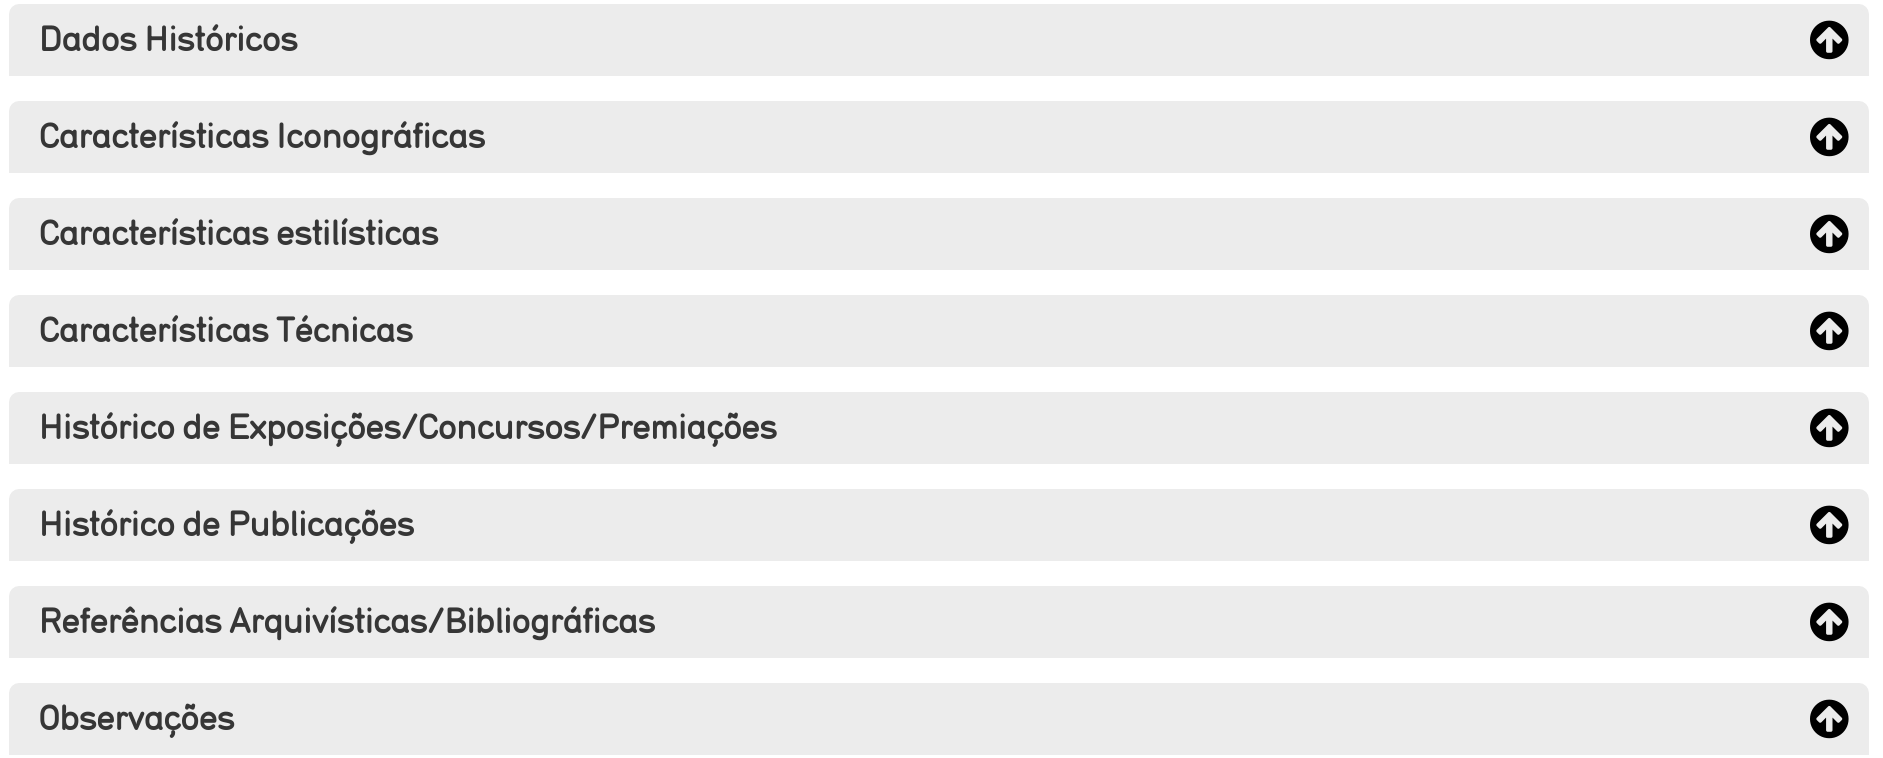 Dados Históricos
Características Iconográficas
Características estilísticas
Características Técnicas
Histórico de Exposições/Concursos/Premiações
Histórico de Publicações
Referências Arquivísticas/Bibliográficas
Observações